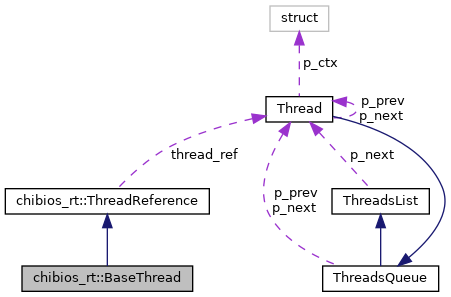 struct
p_ctx
Thread
p_prev
p_next
thread_ref
p_next
p_prev
p_next
chibios_rt::ThreadReference
ThreadsList
chibios_rt::BaseThread
ThreadsQueue